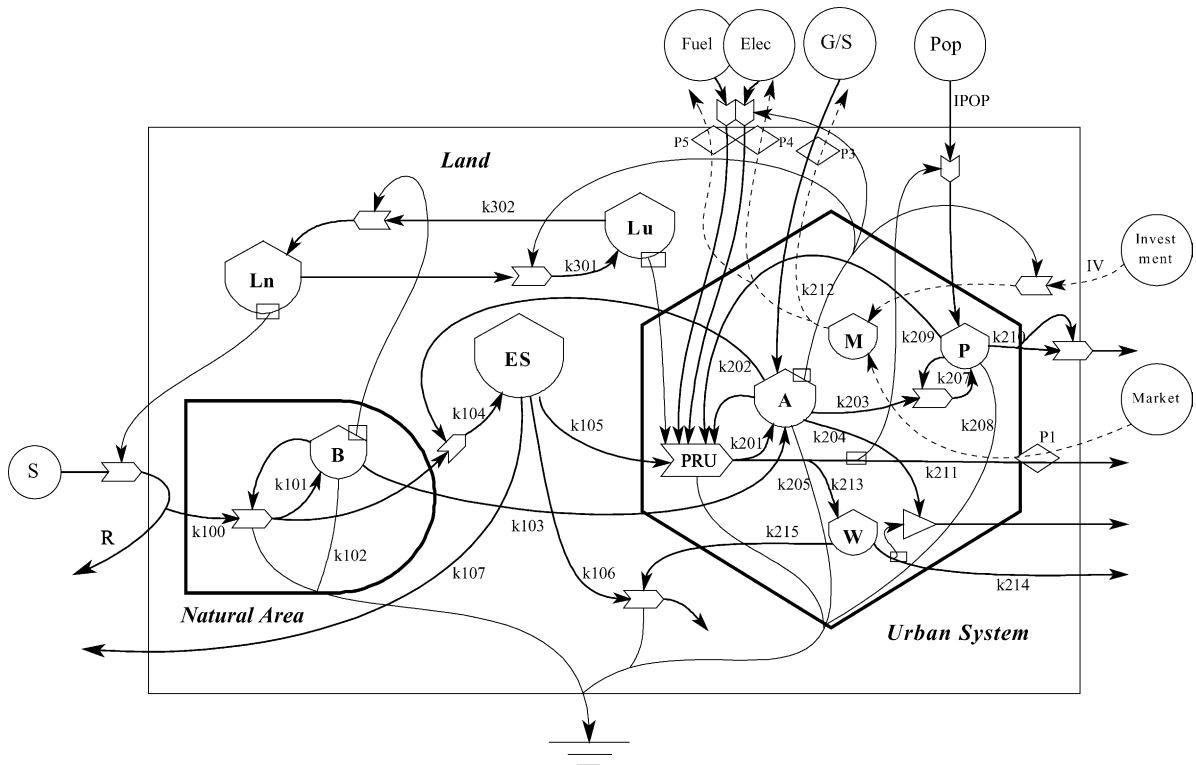 Fuel
Elec
G/S
Pop
IPOP
P5
P4
P3
Land
k302
Lu
k301
Ln
Invest
ment
IV
k212
M
k209
P
k210
ES
k202
k207
Market
A
k203
k104
k105
k201
k204
k208
P1
S
B
PRU
k211
k101
k205
k213
k100
k103
W
R
k102
k215
k107
k106
k214
Natural Area
Urban System